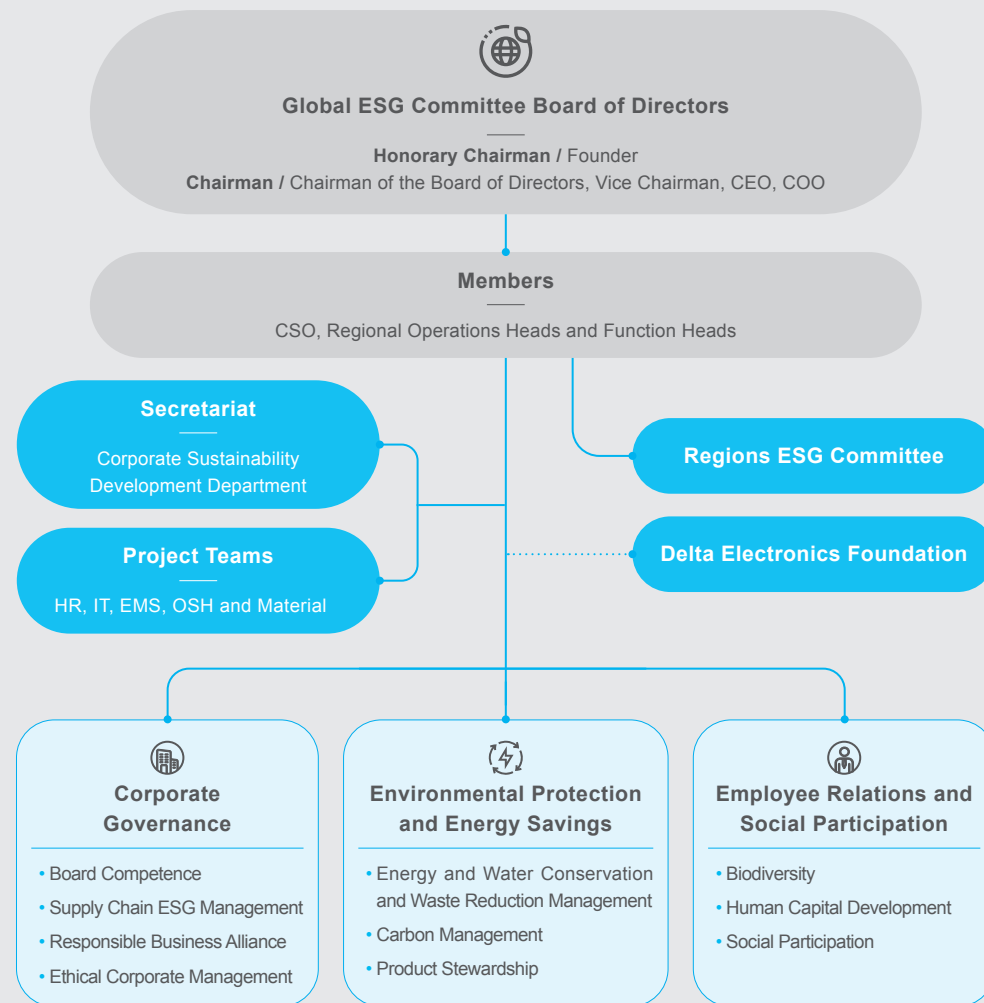 Global ESG Committee Board of Directors
Honorary Chairman / Founder
Chairman / Chairman of the Board of Directors, Vice Chairman, CEO, COO
Members
CSO, Regional Operations Heads and Function Heads
Secretariat
Corporate Sustainability
Development Department
Project Teams
HR, IT, EMS, OSH and Material
Regions ESG Committee
Delta Electronics Foundation
Corporate
Governance
• Board Competence
• Supply Chain ESG Management
• Responsible Business Alliance
• Ethical Corporate Management
Environmental Protection
and Energy Savings
• Energy and Water Conservation
and Waste Reduction Management
• Carbon Management
• Product Stewardship
Employee Relations and
Social Participation
• Biodiversity
• Human Capital Development
• Social Participation